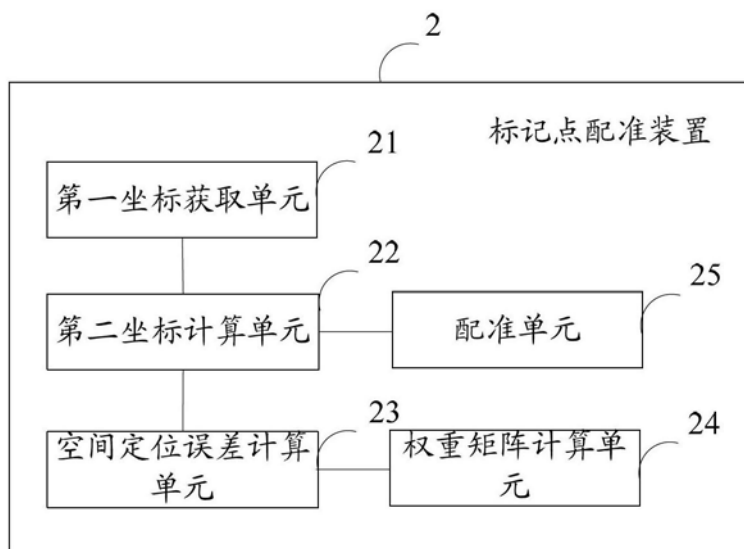 2
标记点配准装置
21
第一坐标获取单元
22
第二坐标计算单元
25
配准单元
23
空间定位误差计算
单元
24
权重矩阵计算单
元